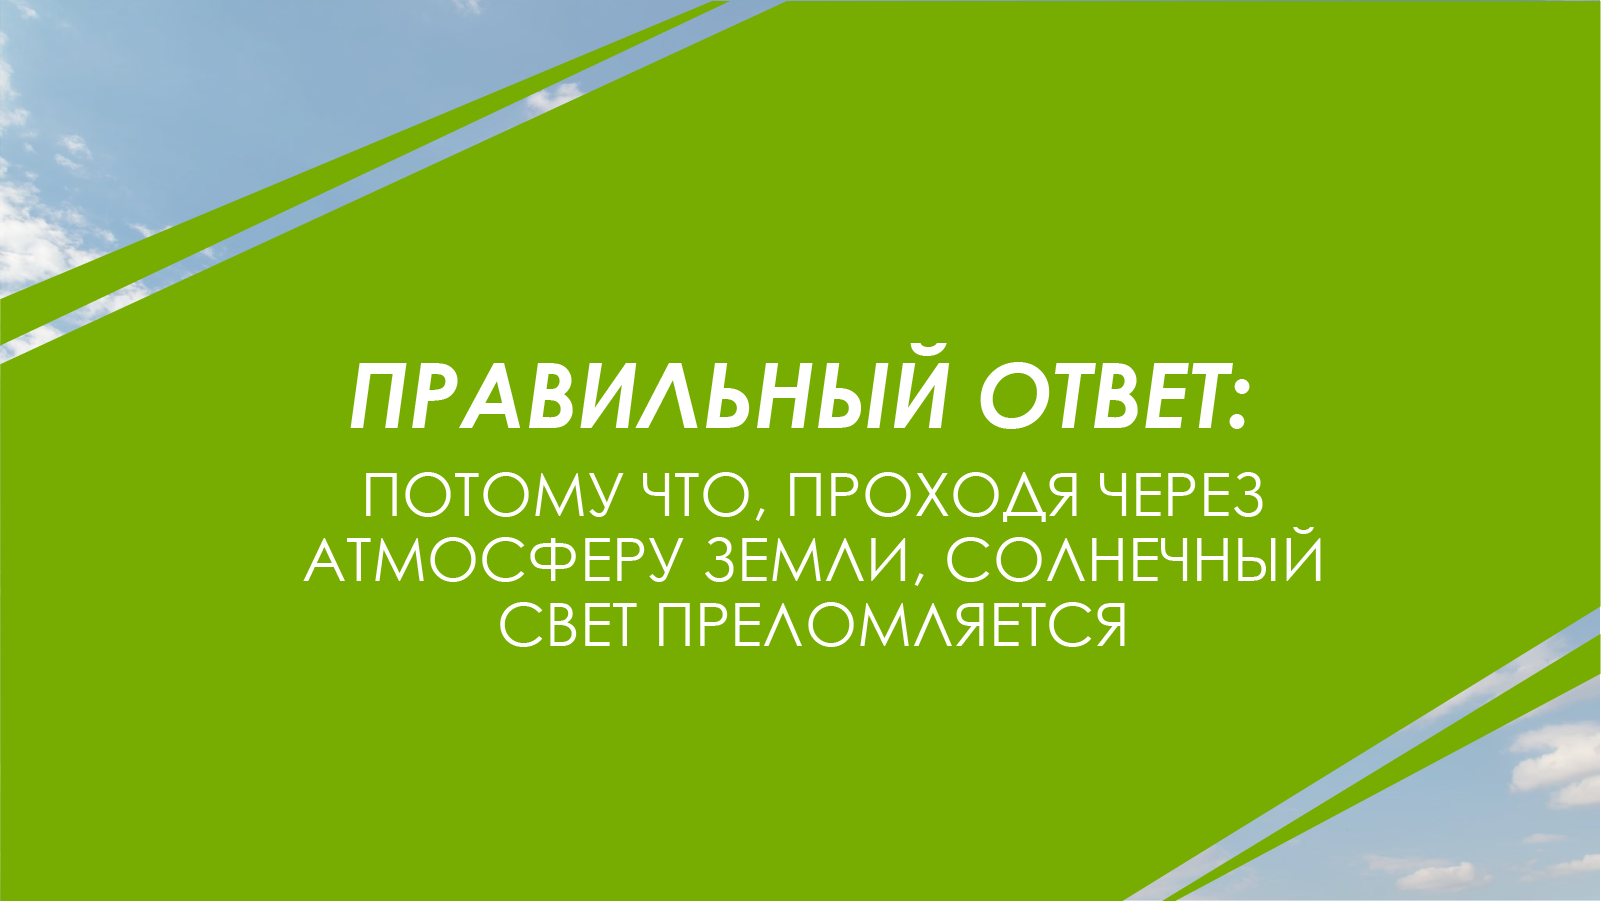 ПРАВИЛЬНЫЙ ОТВЕТ:
ПОТОМУ ЧТО, ПРОХОДЯ ЧЕРЕЗ
АТМОСФЕРУ ЗЕМЛИ, СОЛНЕЧНЫЙ
СВЕТ ПРЕЛОМЛЯЕТСЯ